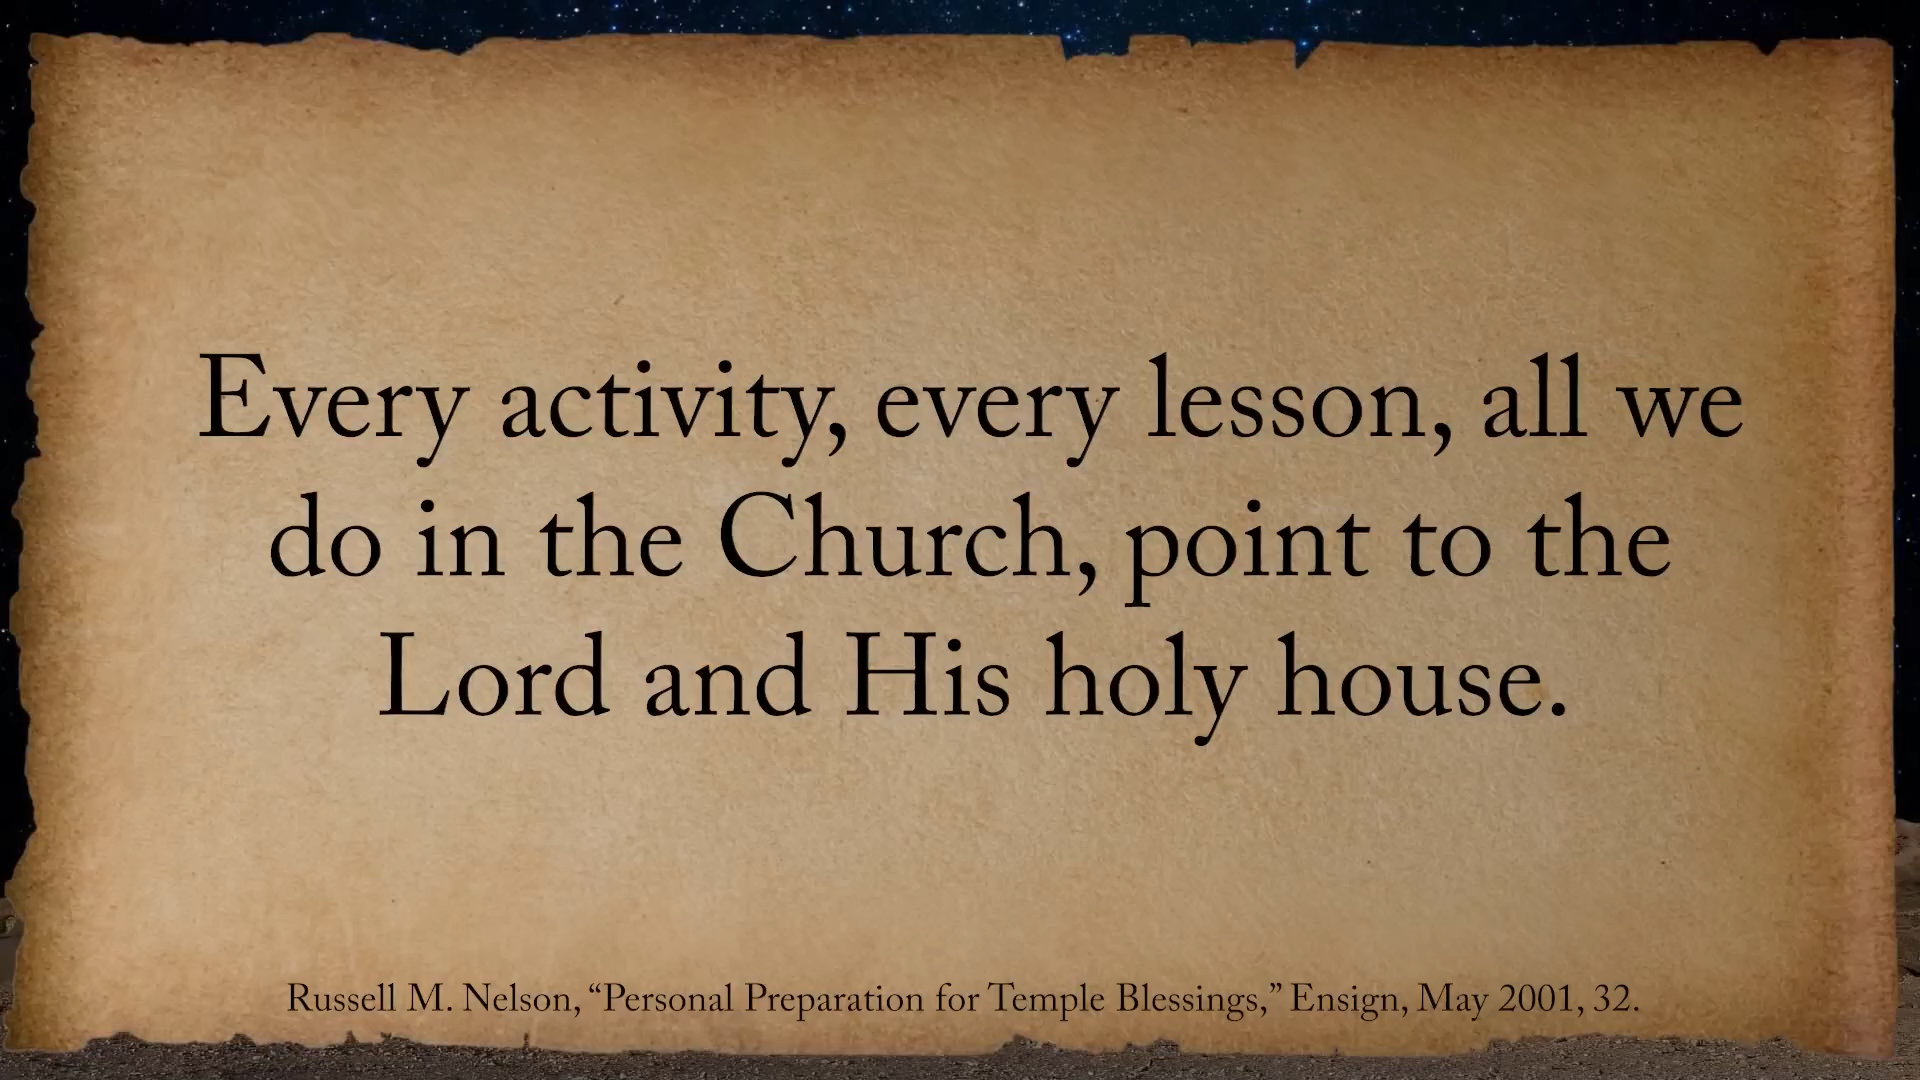 Every activity, every lesson, all we
do in the Church, point to the
Lord and His holy house.
Russell M. Nelson, “Personal Preparation for Temple Blessings,” Ensign, May 2001, 32.